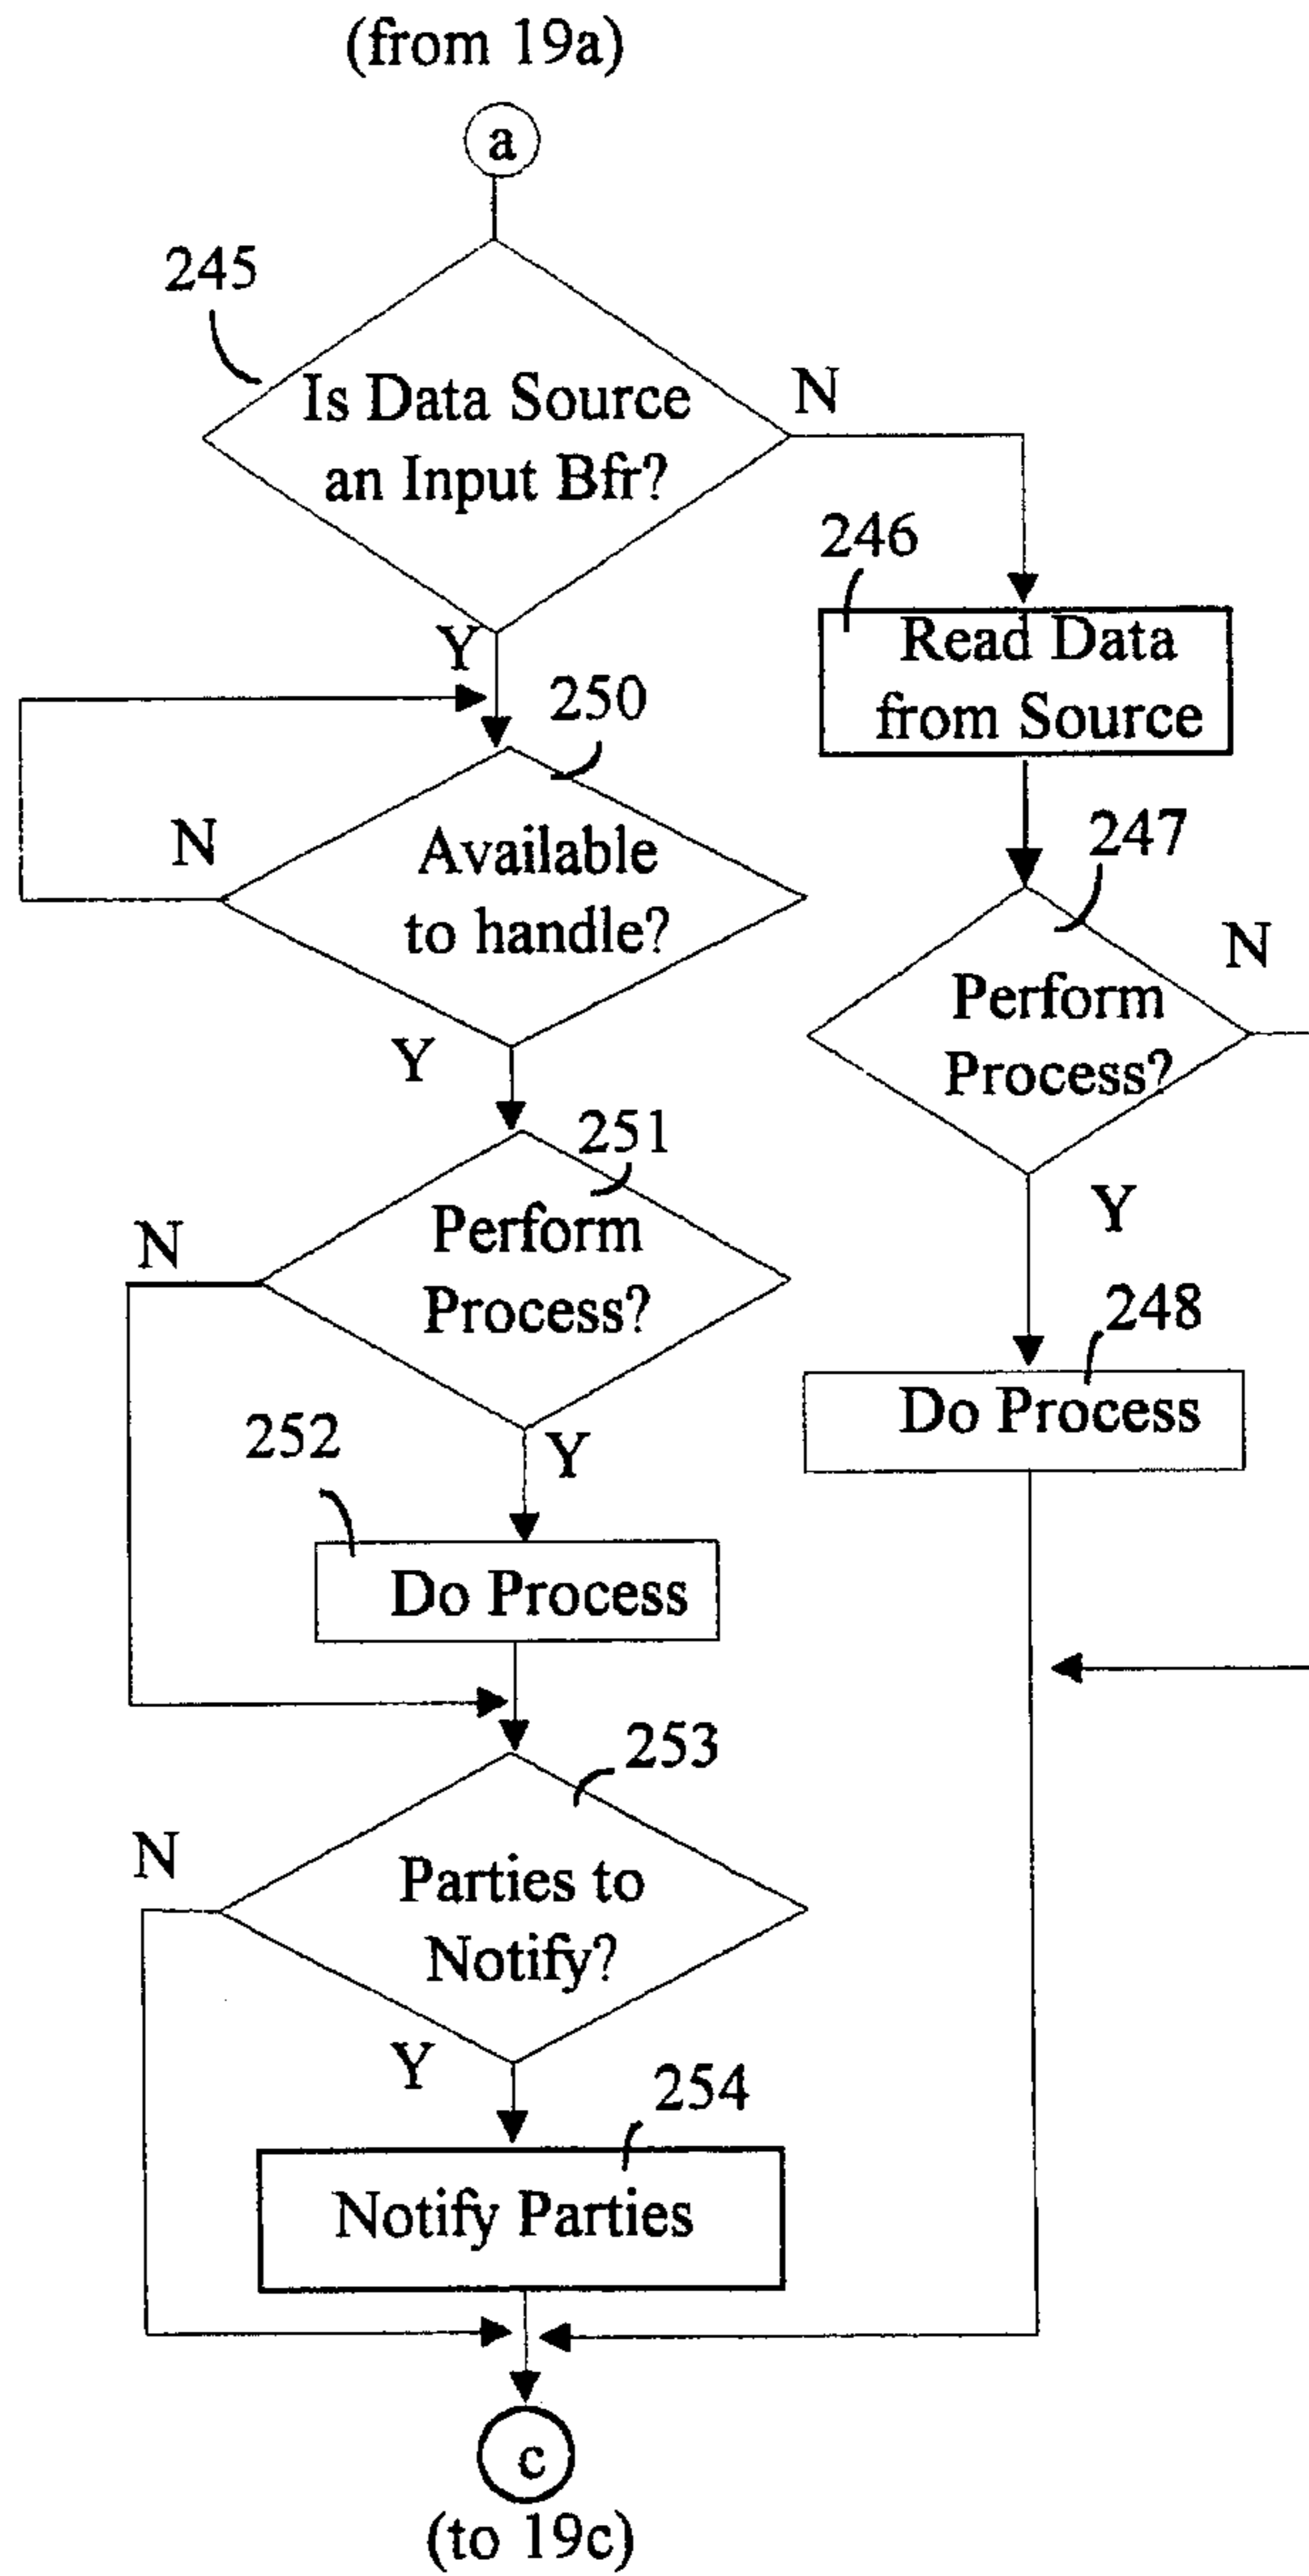 (from 19a)
a
245
Is Data Source
an Input Bfr?
N
Y
246
Read Data
from Source
250
Available
to handle?
N
Y
247
Perform
Process?
N
Y
251
Perform
Process?
N
Y
248
Do Process
252
Do Process
253
Parties to
Notify?
N
Y
254
Notify Parties
c
(to 19c)